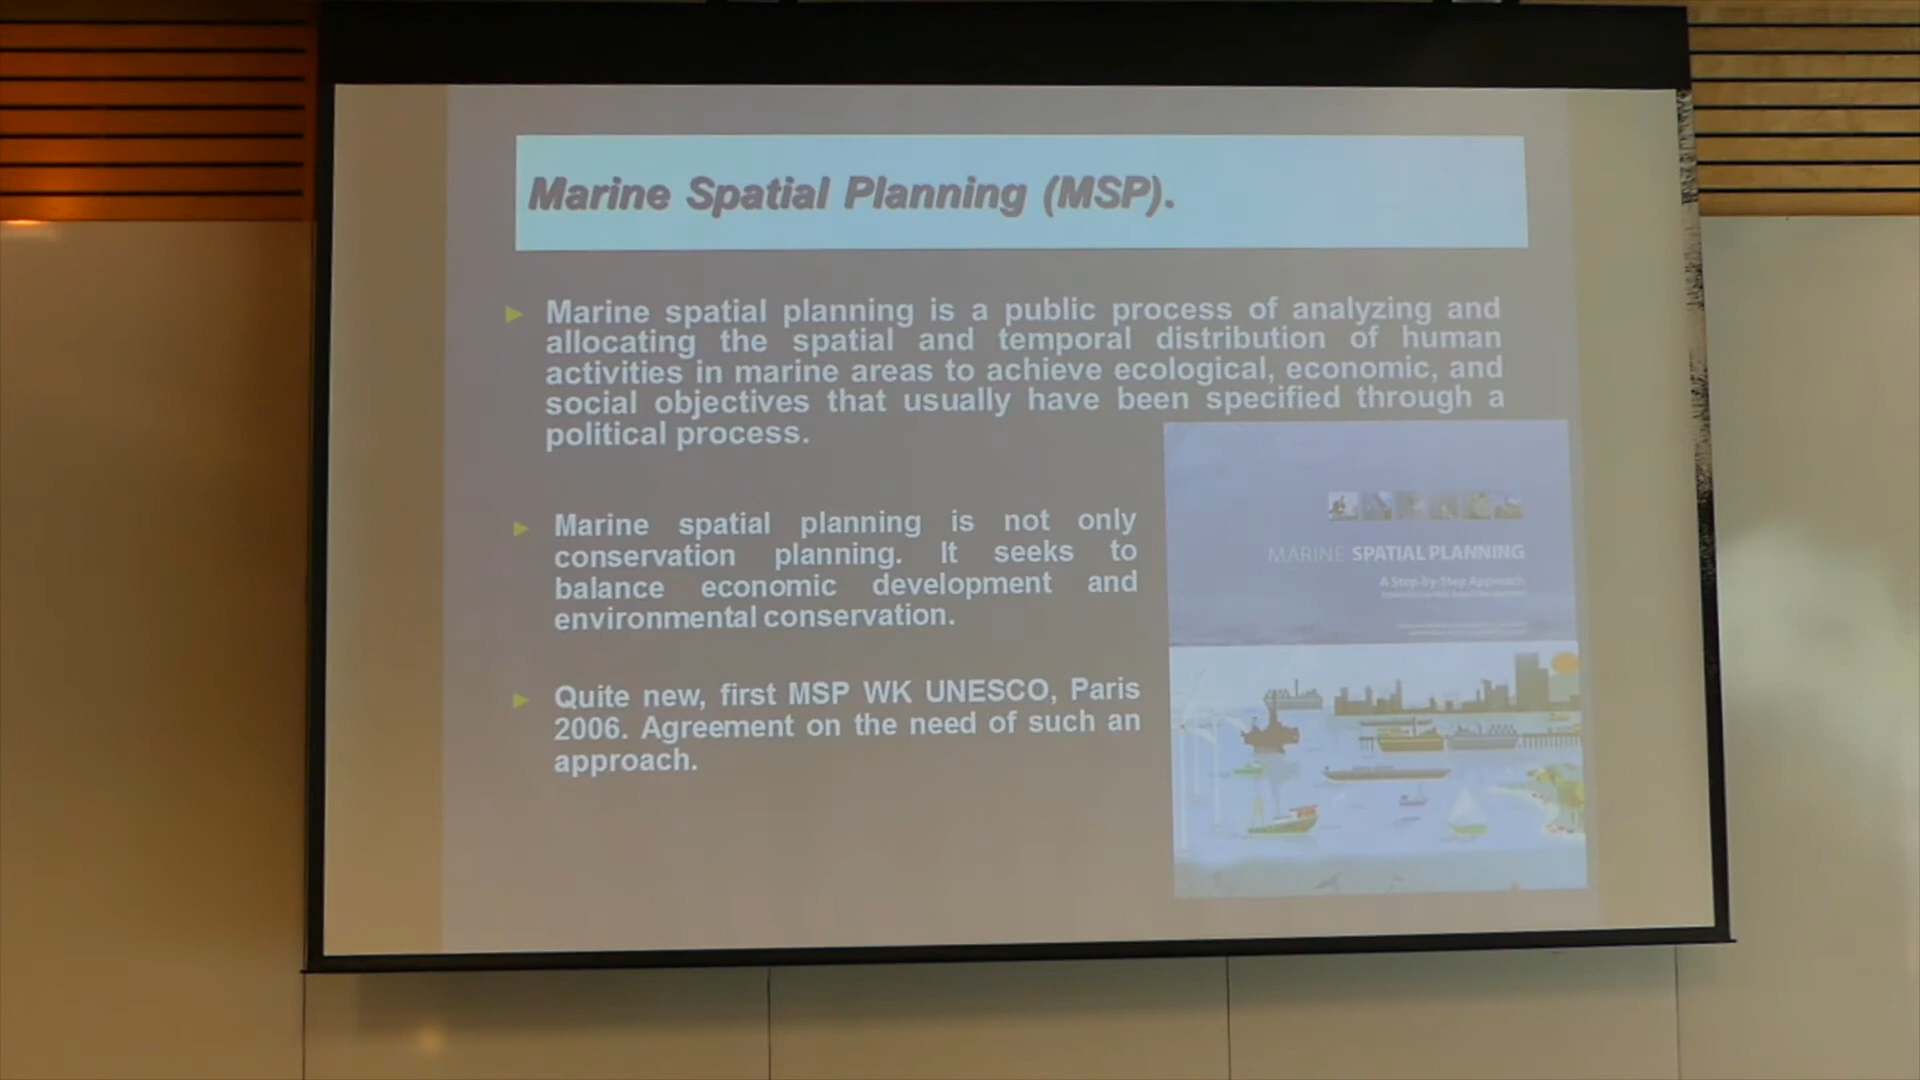 Marine Spatial Planning (MSP).
Marine spatial planning is a public process of analyzing and
allocating the spatial and temporal distribution of human
activities in marine areas to achieve ecological, economic, and
social objectives that usually have been specified through a
political process.
Marine spatial planning is not only
conservation planning. It seeks to
balance economic development and
environmental conservation.
Quite new, first MSP WK UNESCO, Paris
2006. Agreement on the need of such an
approach.
MARINE SPATIAL PLANNING
A Step-by-Step Approach